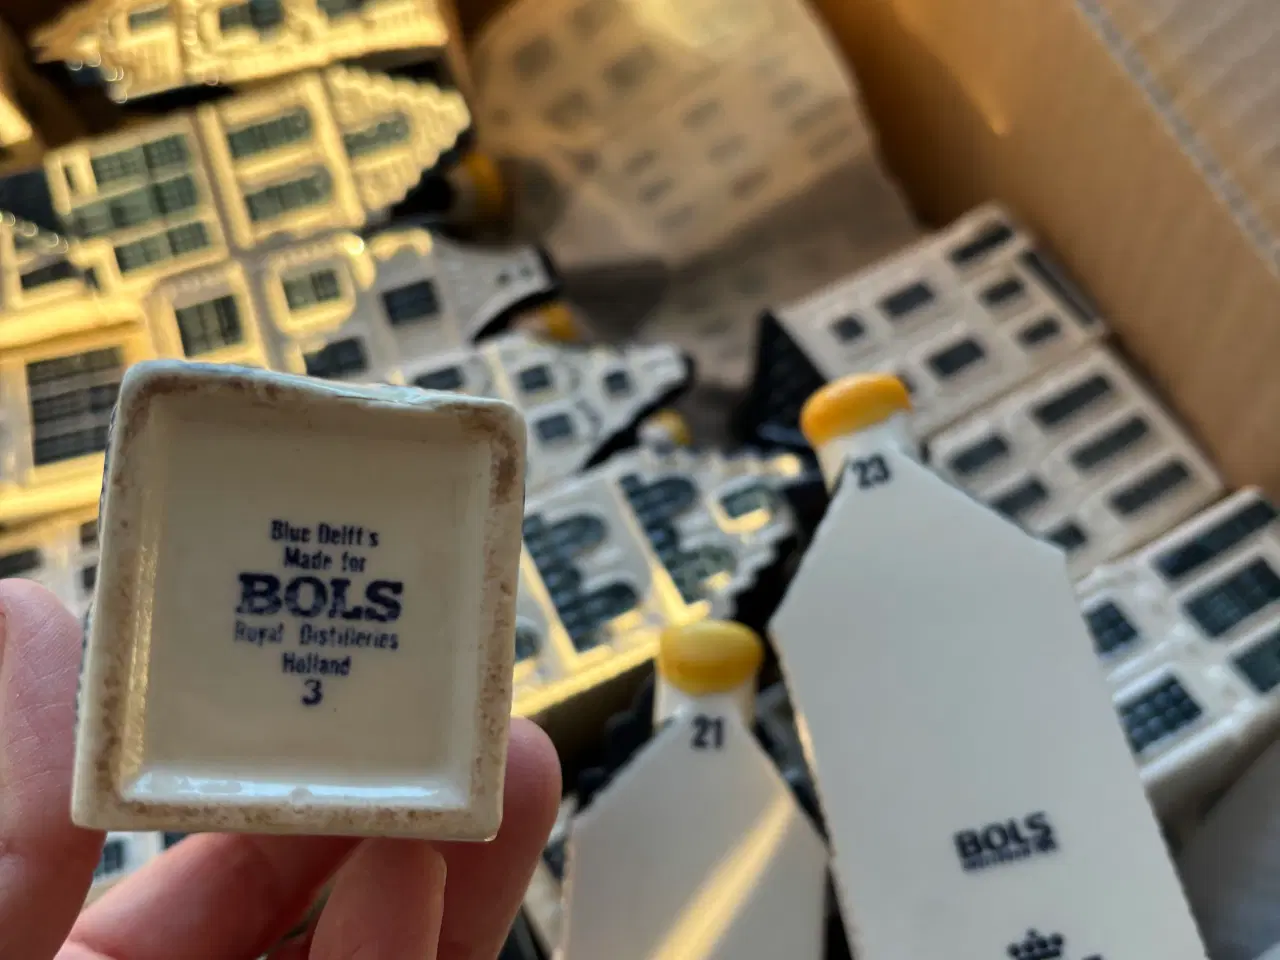 Blue Delft's
Made for
BOLS
Royal Distilleries
Holland
3
21
23
BOLS